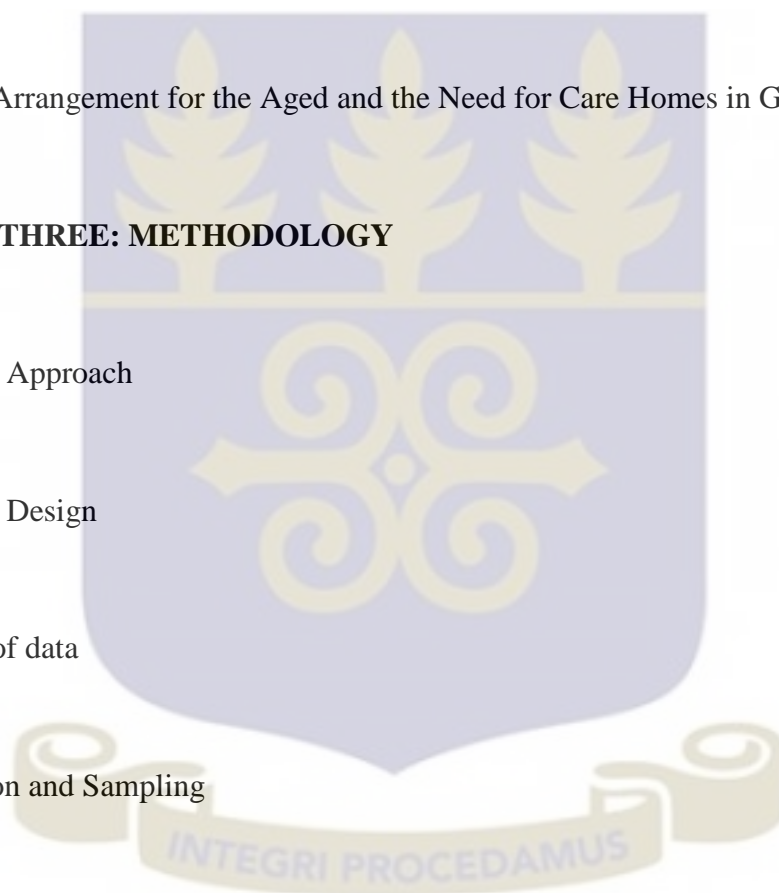 Arrangement for the Aged and the Need for Care Homes in G
THREE: METHODOLOGY
Approach
Design
of data
on and Sampling
INTEGRI PROCEDAMUS